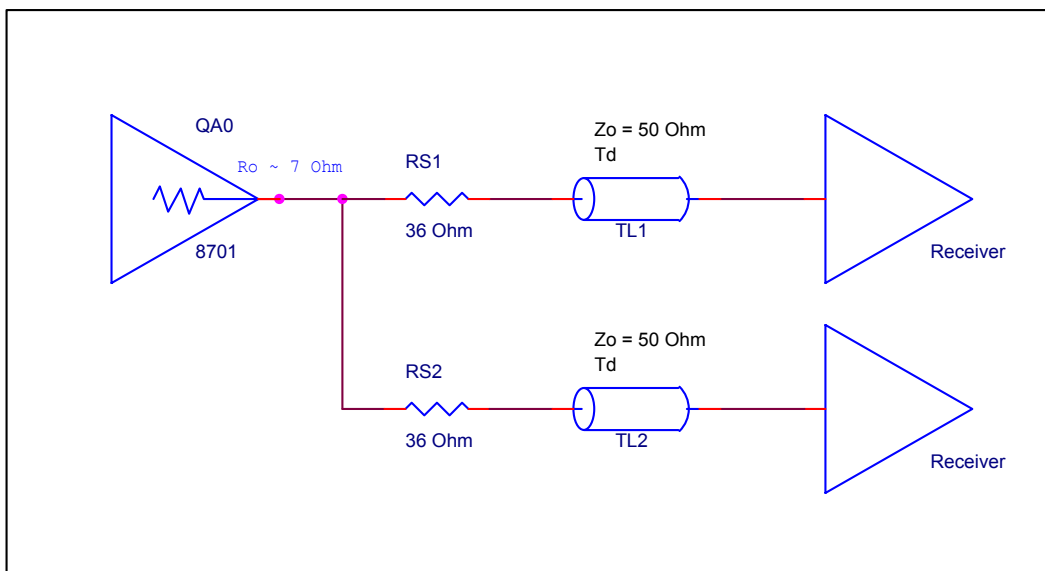 QA0
Ro ~ 7 Ohm
8701
RS1
36 Ohm
Zo = 50 Ohm
Td
TL1
Receiver
RS2
36 Ohm
Zo = 50 Ohm
Td
TL2
Receiver